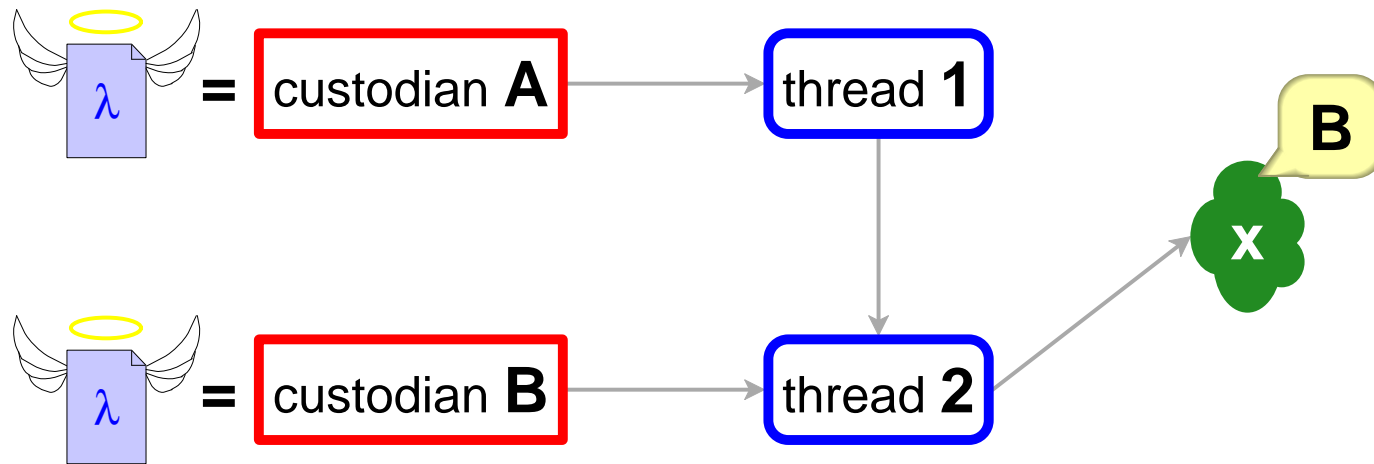 λ = custodian A thread 1
B
x
λ = custodian B thread 2